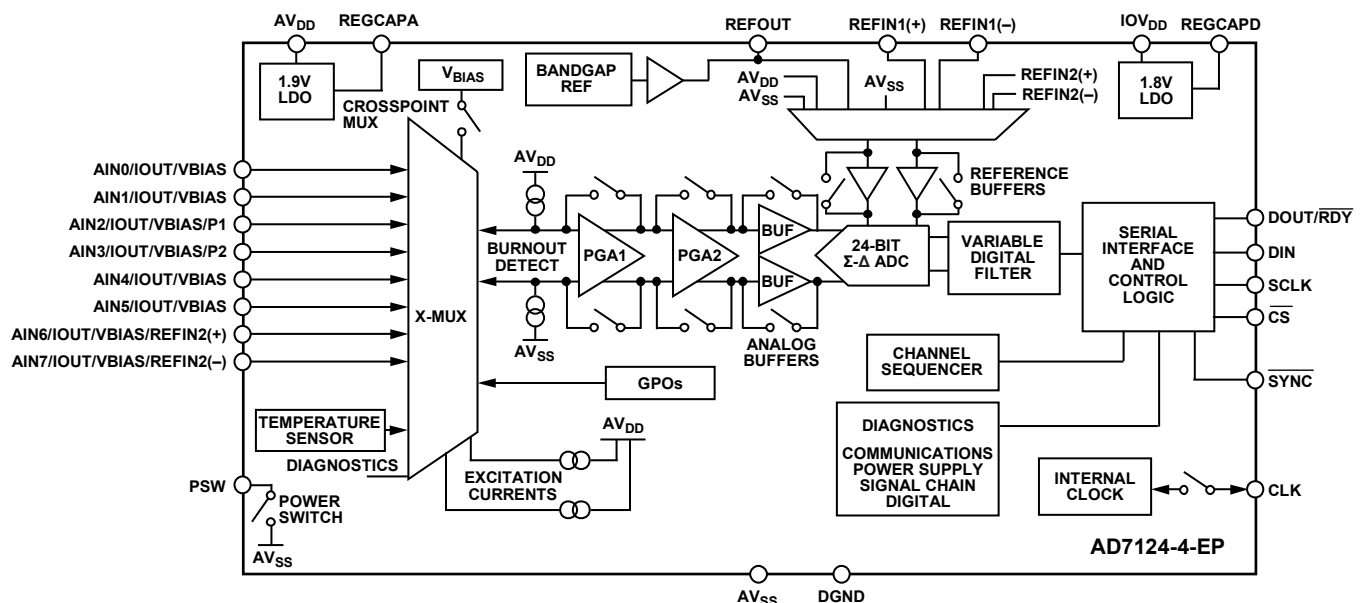 AVDD
REGCAPA
REFOUT
REFIN1(+)
REFIN1(–)
IOVDD
REGCAPD
1.9V
LDO
VBIAS
BANDGAP
REF
AVDD
AVSS
AVSS
REFIN2(+)
REFIN2(–)
1.8V
LDO
CROSSPOINT
MUX
AIN0/IOUT/VBIAS
AIN1/IOUT/VBIAS
AIN2/IOUT/VBIAS/P1
AIN3/IOUT/VBIAS/P2
AIN4/IOUT/VBIAS
AIN5/IOUT/VBIAS
AIN6/IOUT/VBIAS/REFIN2(+)
AIN7/IOUT/VBIAS/REFIN2(–)
X-MUX
AVDD
BURNOUT
DETECT
AVSS
PGA1
PGA2
BUF
BUF
ANALOG
BUFFERS
REFERENCE
BUFFERS
24-BIT
Σ-Δ ADC
VARIABLE
DIGITAL
FILTER
SERIAL
INTERFACE
AND
CONTROL
LOGIC
DOUT/RDY
DIN
SCLK
CS
SYNC
CHANNEL
SEQUENCER
GPOs
TEMPERATURE
SENSOR
DIAGNOSTICS
AVDD
EXCITATION
CURRENTS
DIAGNOSTICS
COMMUNICATIONS
POWER SUPPLY
SIGNAL CHAIN
DIGITAL
INTERNAL
CLOCK
CLK
PSW
POWER
SWITCH
AVSS
AD7124-4-EP
AVSS
DGND